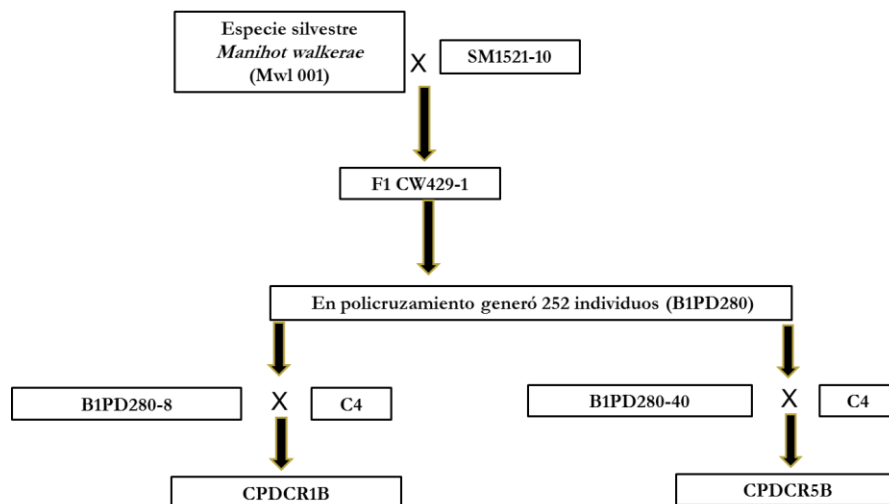 Especie silvestre
Manihot walkerae
(Mwl 001)
X
SM1521-10
F1 CW429-1
En policruzamiento generó 252 individuos (B1PD280)
B1PD280-8
X
C4
B1PD280-40
X
C4
CPDCR1B
CPDCR5B